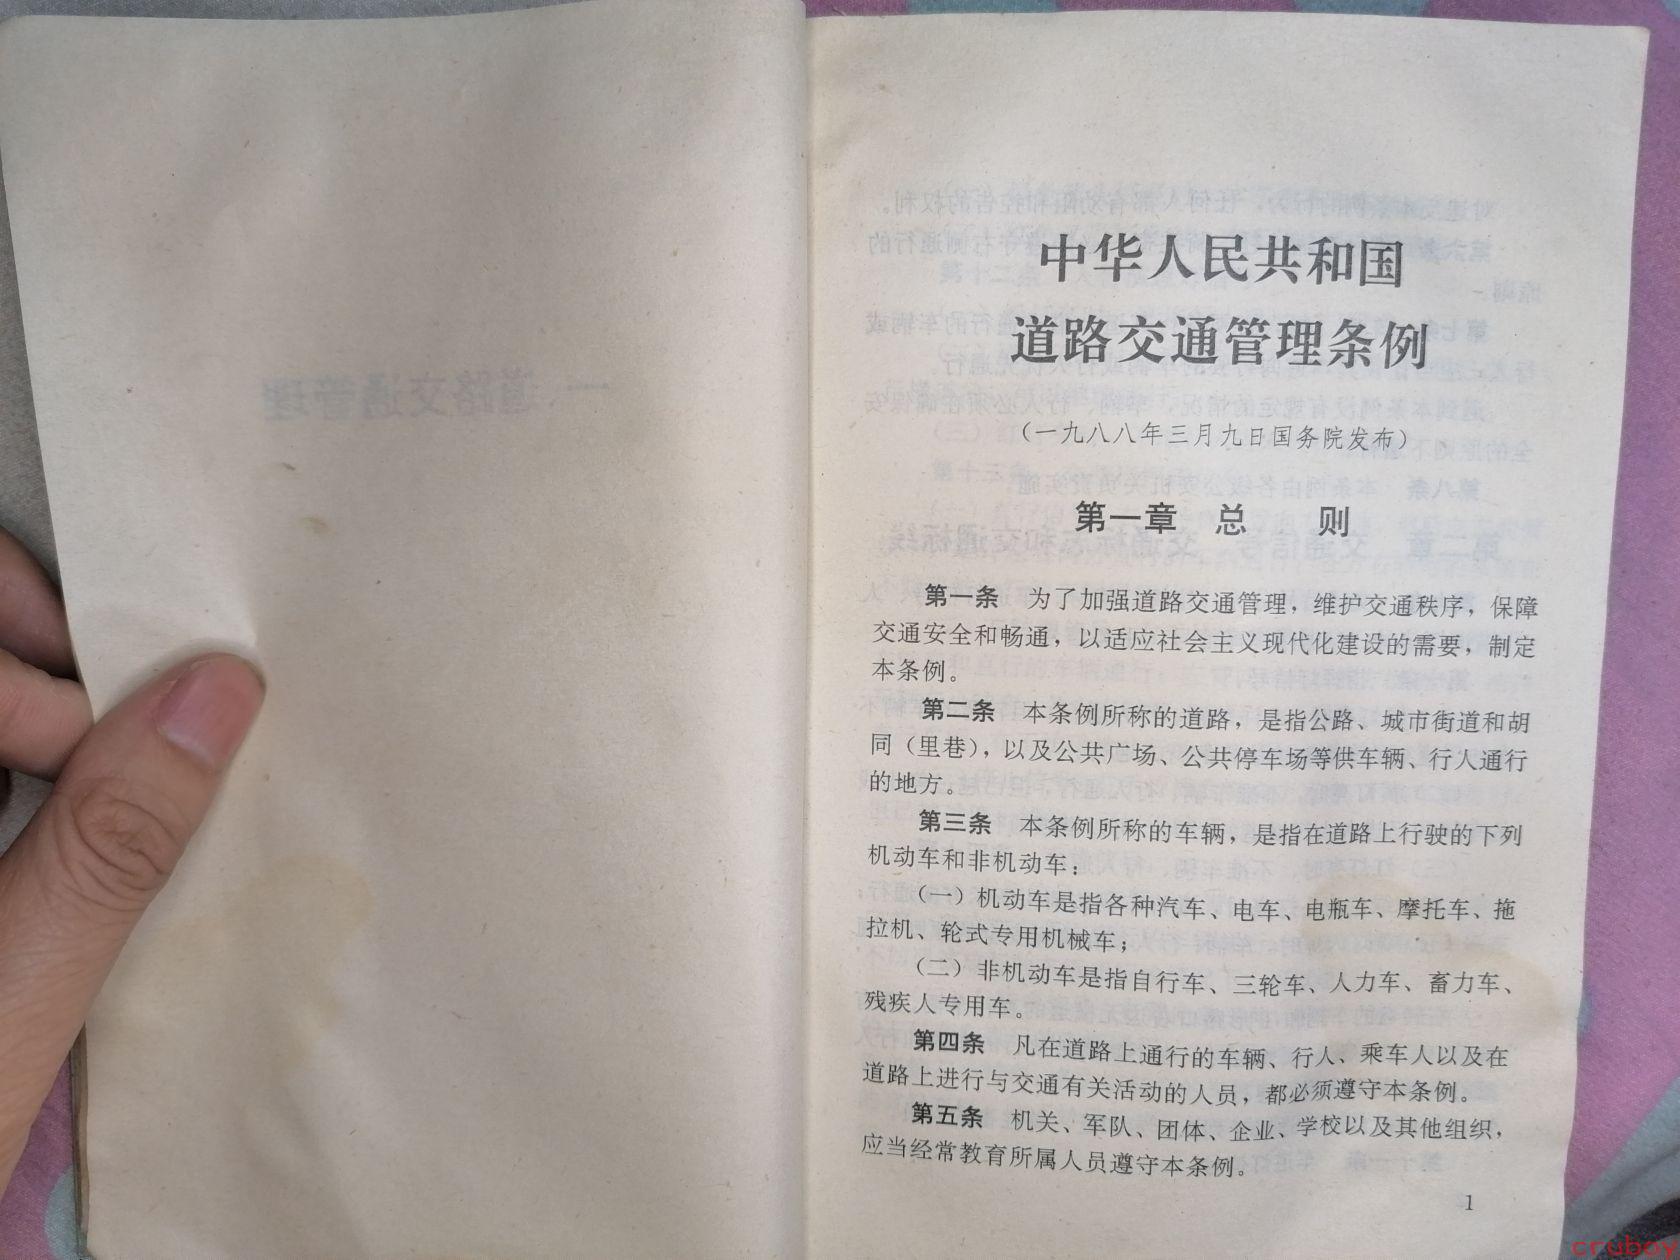 一 道路交通管理
中华人民共和国
道路交通管理条例
（一九八八年三月九日国务院发布）
第一章 总 则
第一条 为了加强道路交通管理，维护交通秩序，保障
交通安全和畅通，以适应社会主义现代化建设的需要，制定
本条例。
第二条 本条例所称的道路，是指公路、城市街道和胡
同（里巷），以及公共广场、公共停车场等供车辆、行人通行
的地方。
第三条 本条例所称的车辆，是指在道路上行驶的下列
机动车和非机动车：
（一）机动车是指各种汽车、电车、电瓶车、摩托车、拖
拉机、轮式专用机械车；
（二）非机动车是指自行车、三轮车、人力车、畜力车、
残疾人专用车。
第四条 凡在道路上通行的车辆、行人、乘车人以及在
道路上进行与交通有关活动的人员，都必须遵守本条例。
第五条 机关、军队、团体、企业、学校以及其他组织，
应当经常教育所属人员遵守本条例。
1
cruboy